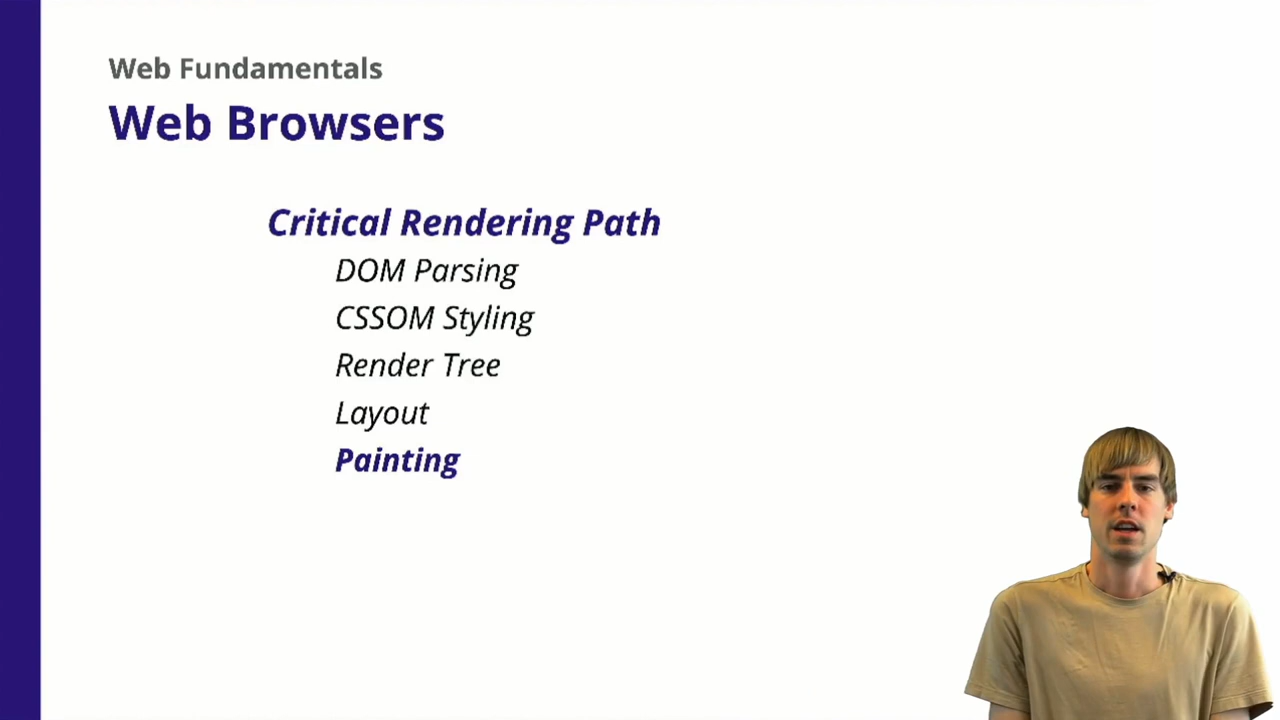 Web Fundamentals
Web Browsers
Critical Rendering Path
DOM Parsing
CSSOM Styling
Render Tree
Layout
Painting